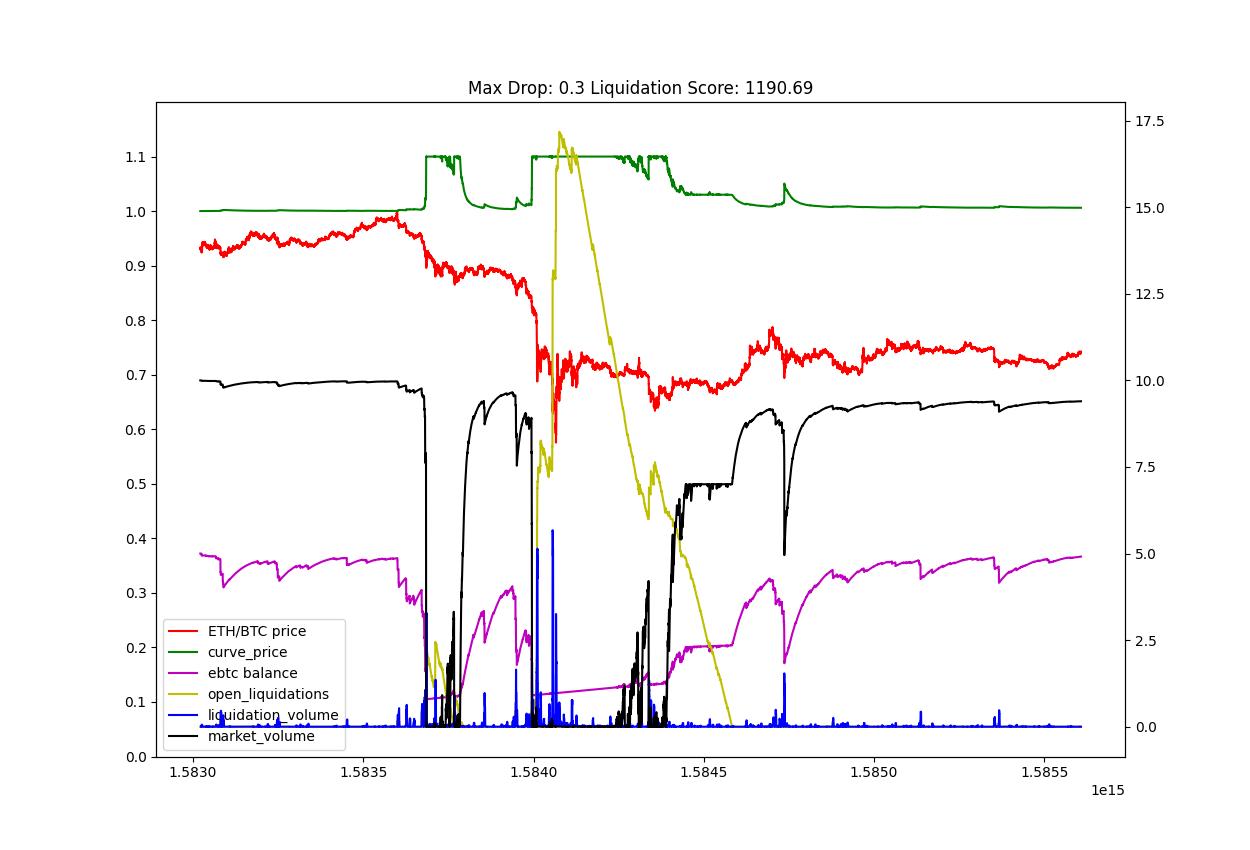 Max Drop: 0.3 Liquidation Score: 1190.69
17.5
1.1
15.0
1.0
0.9
12.5
0.8
0.7
10.0
0.6
7.5
0.5
0.4
5.0
0.3
0.2
2.5
0.1
0.0
0.0
ETH/BTC price
curve_price
ebtc balance
open_liquidations
liquidation_volume
market_volume
1.5830 1.5835 1.5840 1.5845 1.5850 1.5855
1e15